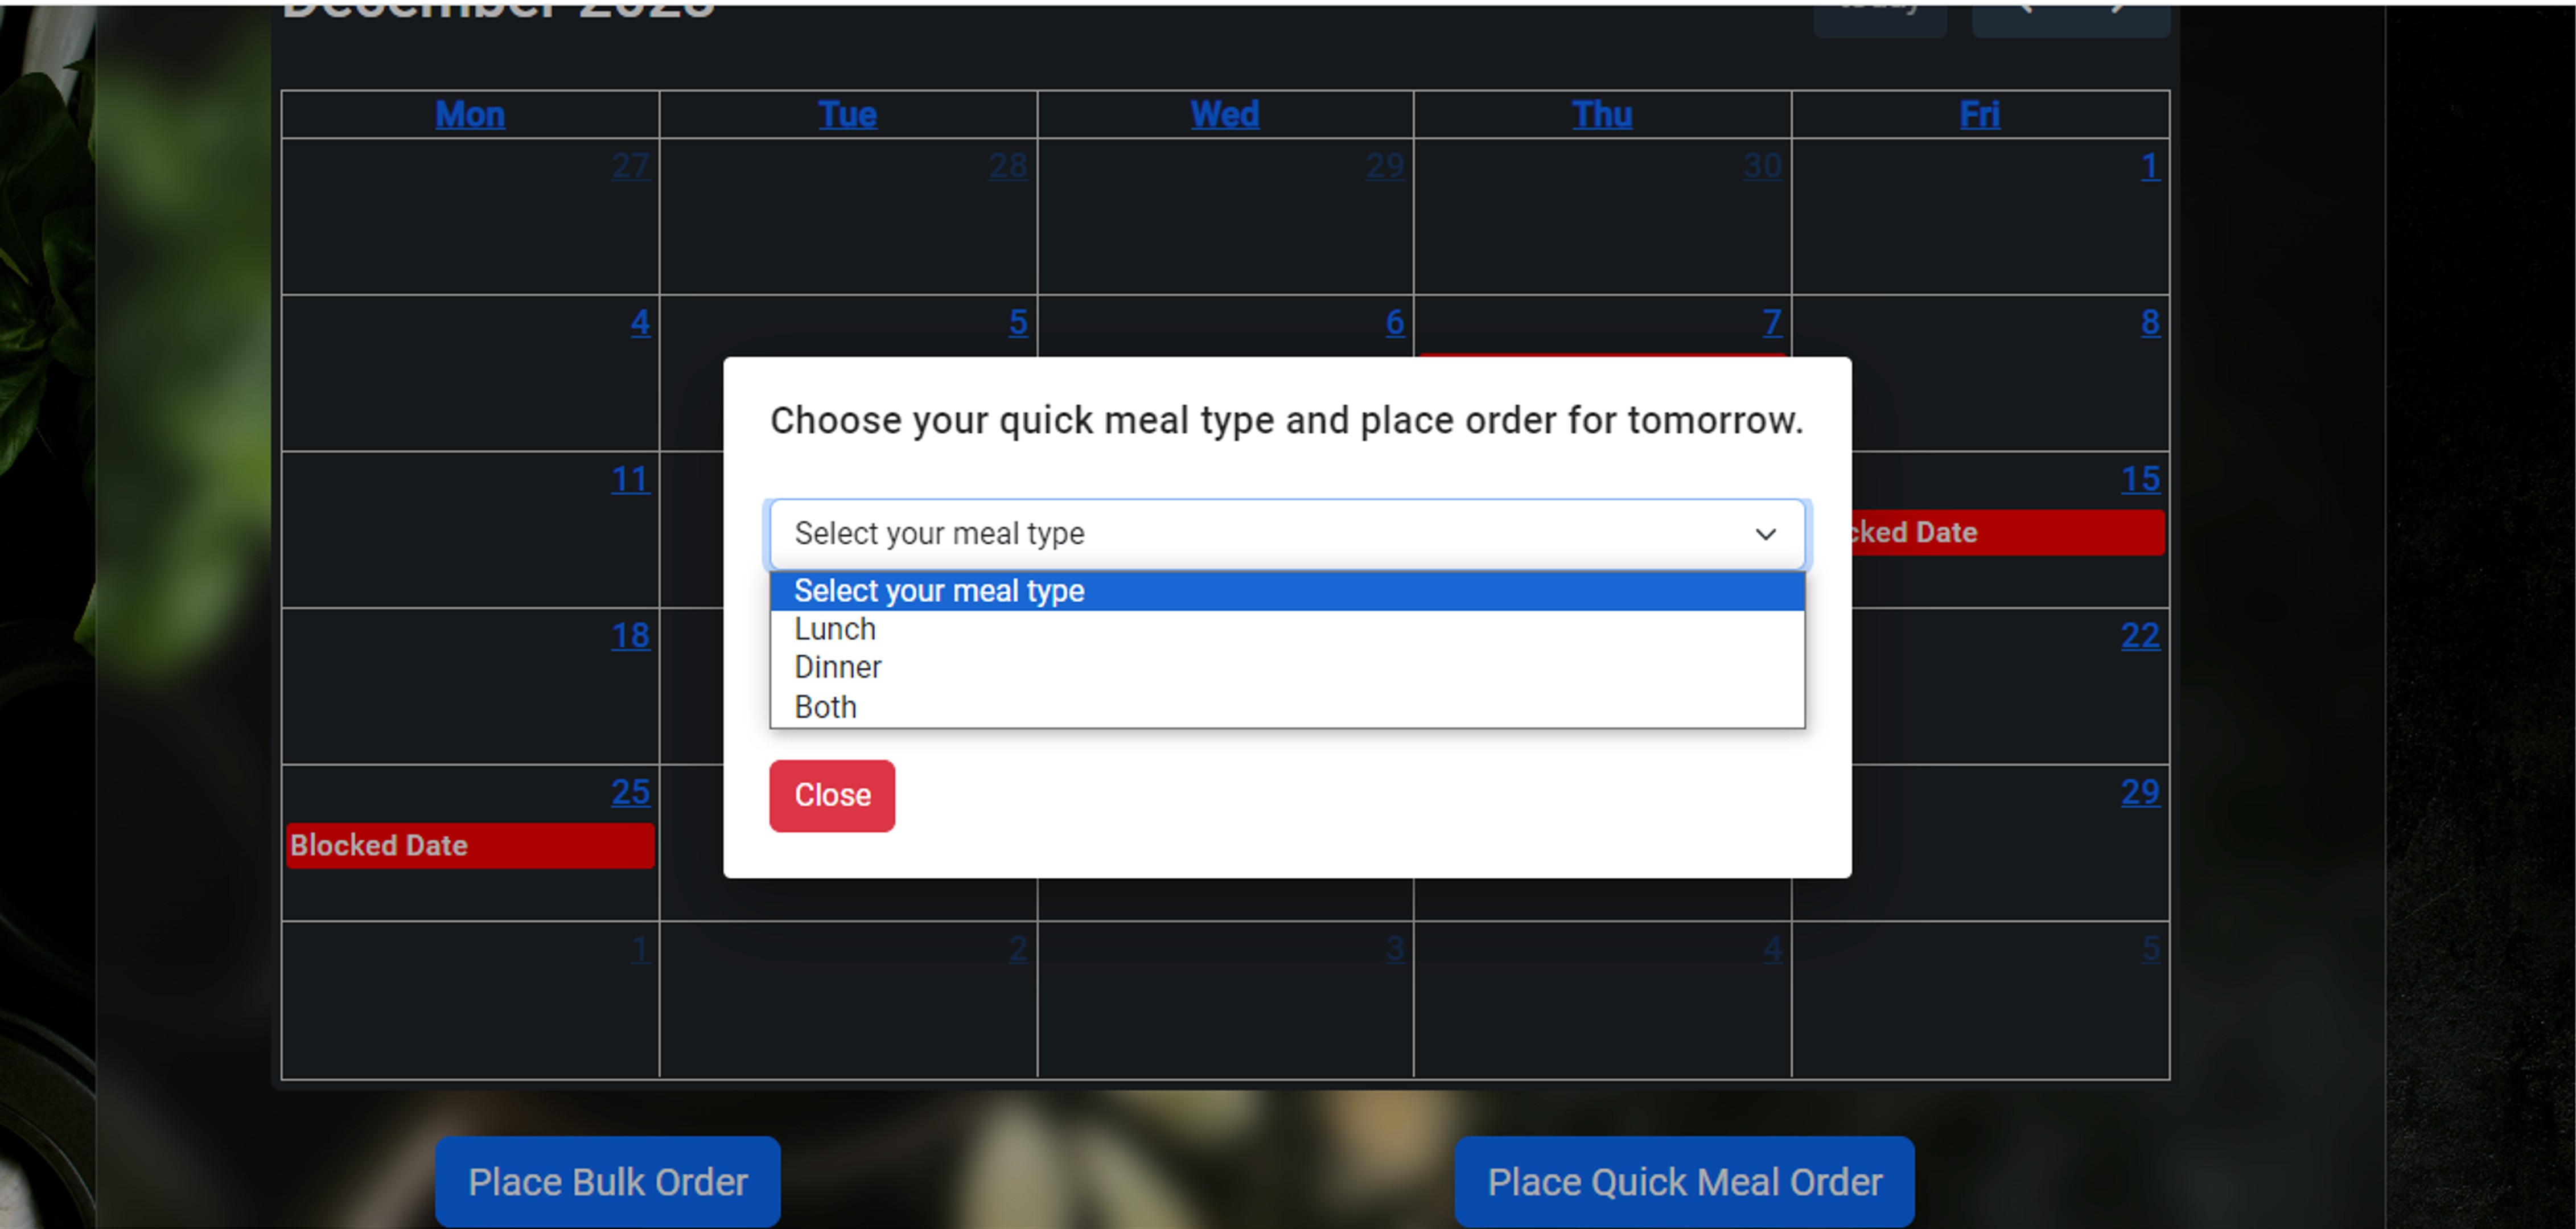 December 2023
today
Mon Tue Wed Thu Fri
27 28 29 30 1
4 5 6 7 8
Choose your quick meal type and place order for tomorrow.
11 15
Select your meal type
cked Date
Select your meal type
Lunch
18 22
Dinner
Both
25 29
Close
Blocked Date
1 2 3 4 5
Place Bulk Order Place Quick Meal Order